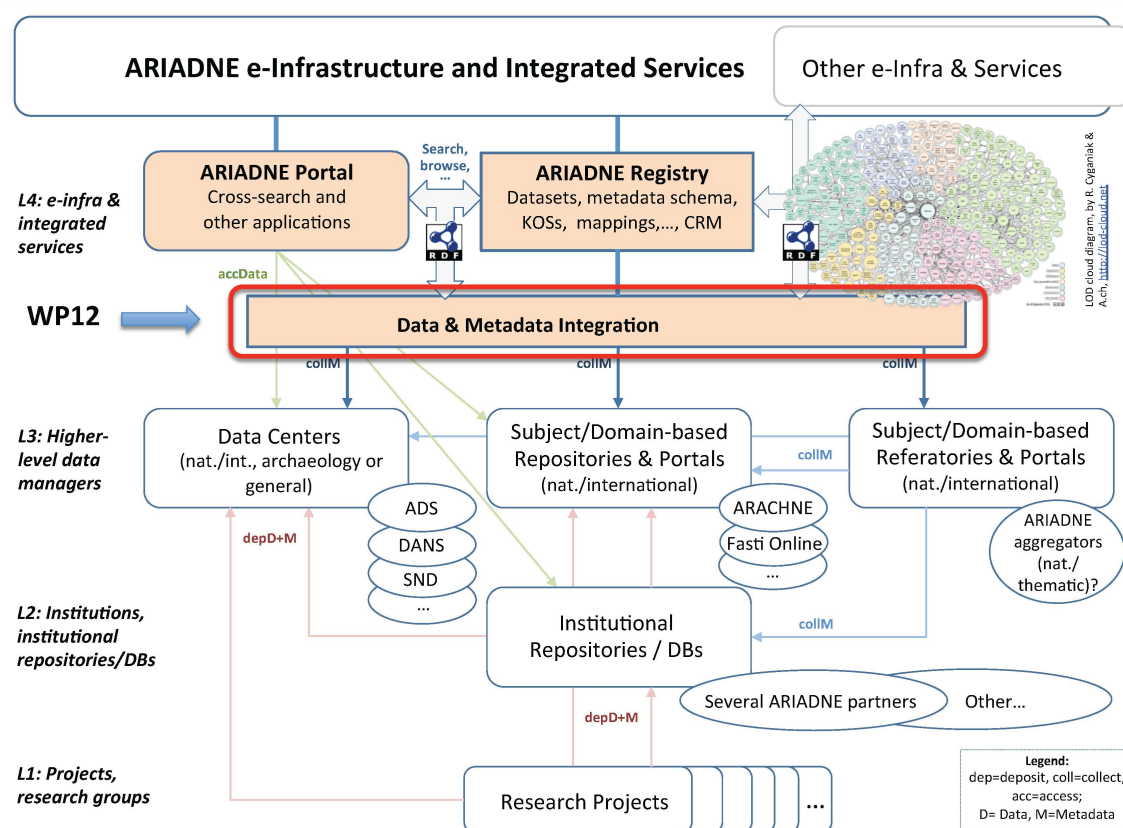 ARIADNE e-Infrastructure and Integrated Services
Other e-Infra & Services
L4: e-infra &
integrated
services
ARIADNE Portal
Cross-search and
other applications
Search,
browse,
...
ARIADNE Registry
Datasets, metadata schema,
KOSs, mappings,..., CRM
RDF
RDF
LOD cloud diagram, by R. Cyganiak &
A.ch, http://lod-cloud.net
accData
WP12
Data & Metadata Integration
collM
collM
collM
L3: Higher-
level data
managers
Data Centers
(nat./int., archaeology or
general)
Subject/Domain-based
Repositories & Portals
(nat./international)
collM
Subject/Domain-based
Referatories & Portals
(nat./international)
ADS
DANS
SND
...
ARACHNE
Fasti Online
...
ARIADNE
aggregators
(nat./
thematic)?
depD+M
L2: Institutions,
institutional
repositories/DBs
Institutional
Repositories / DBs
collM
Several ARIADNE partners
Other...
depD+M
L1: Projects,
research groups
Research Projects
...
Legend:
dep=deposit, coll=collect,
acc=access;
D= Data, M=Metadata